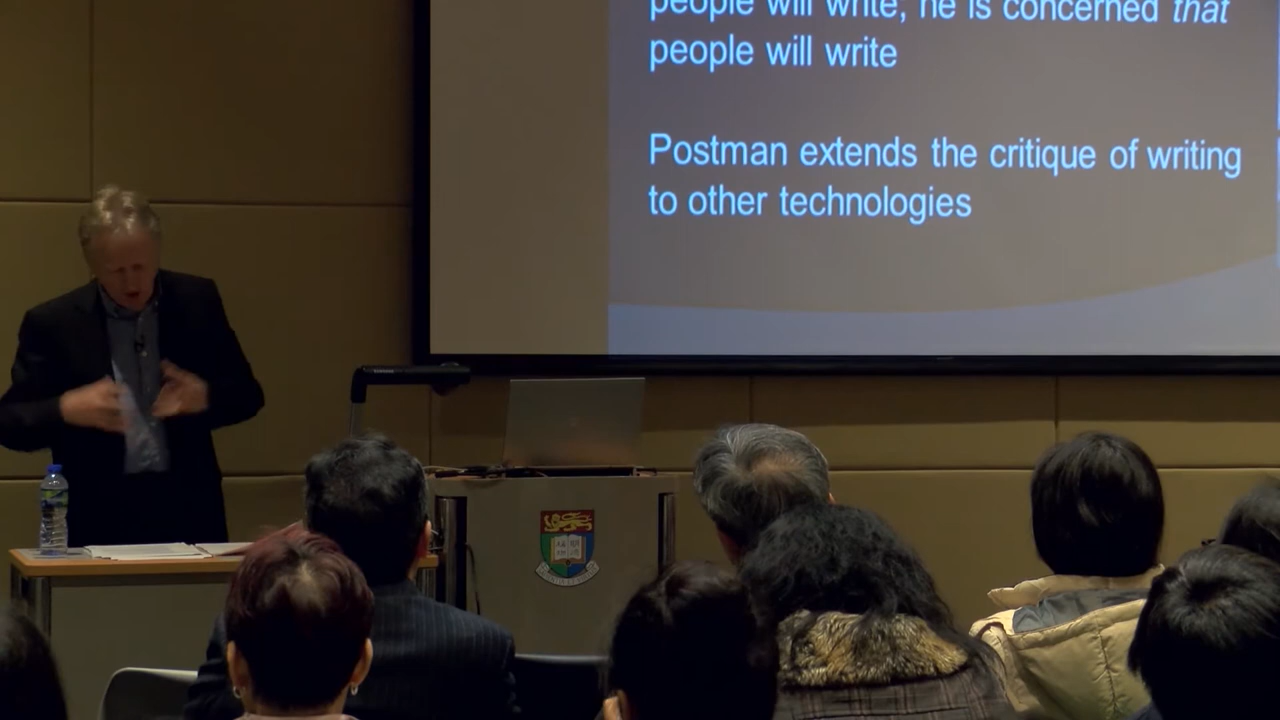 people will write, he is concerned that
people will write
Postman extends the critique of writing
to other technologies